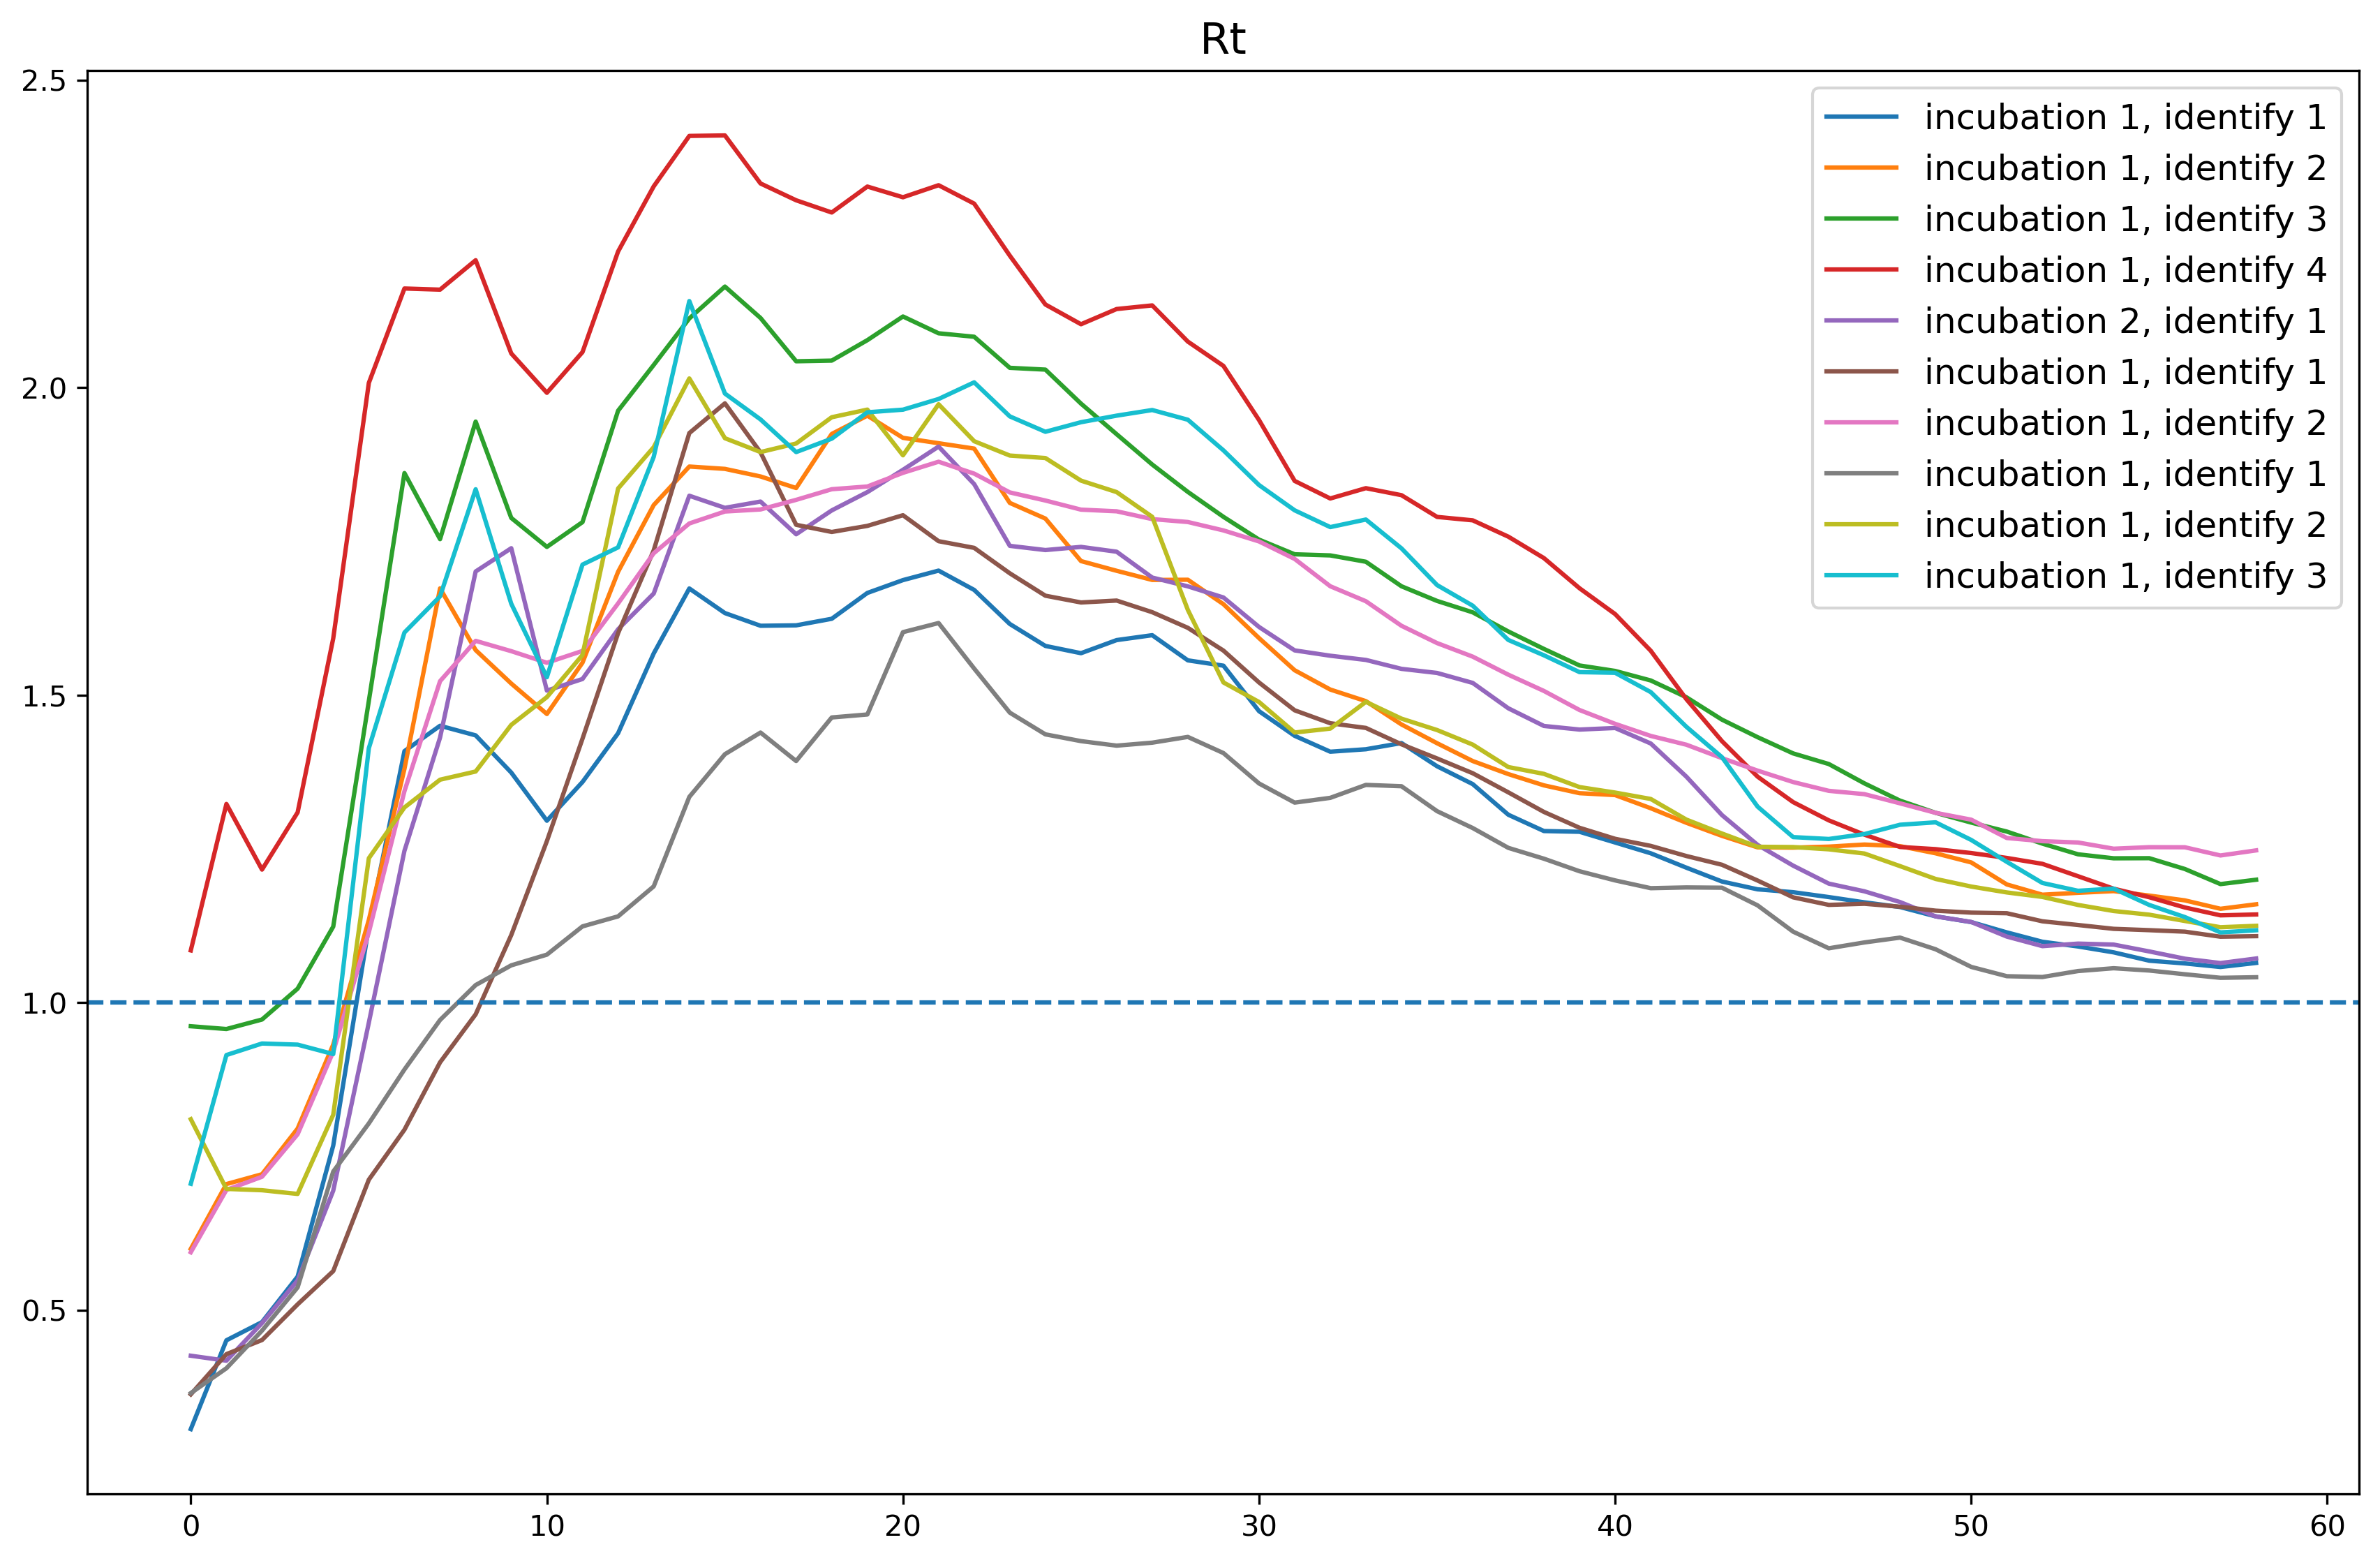 Rt
2.5
2.0
1.5
1.0
0.5
incubation 1, identify 1
incubation 1, identify 2
incubation 1, identify 3
incubation 1, identify 4
incubation 2, identify 1
incubation 1, identify 1
incubation 1, identify 2
incubation 1, identify 1
incubation 1, identify 2
incubation 1, identify 3
0 10 20 30 40 50 60